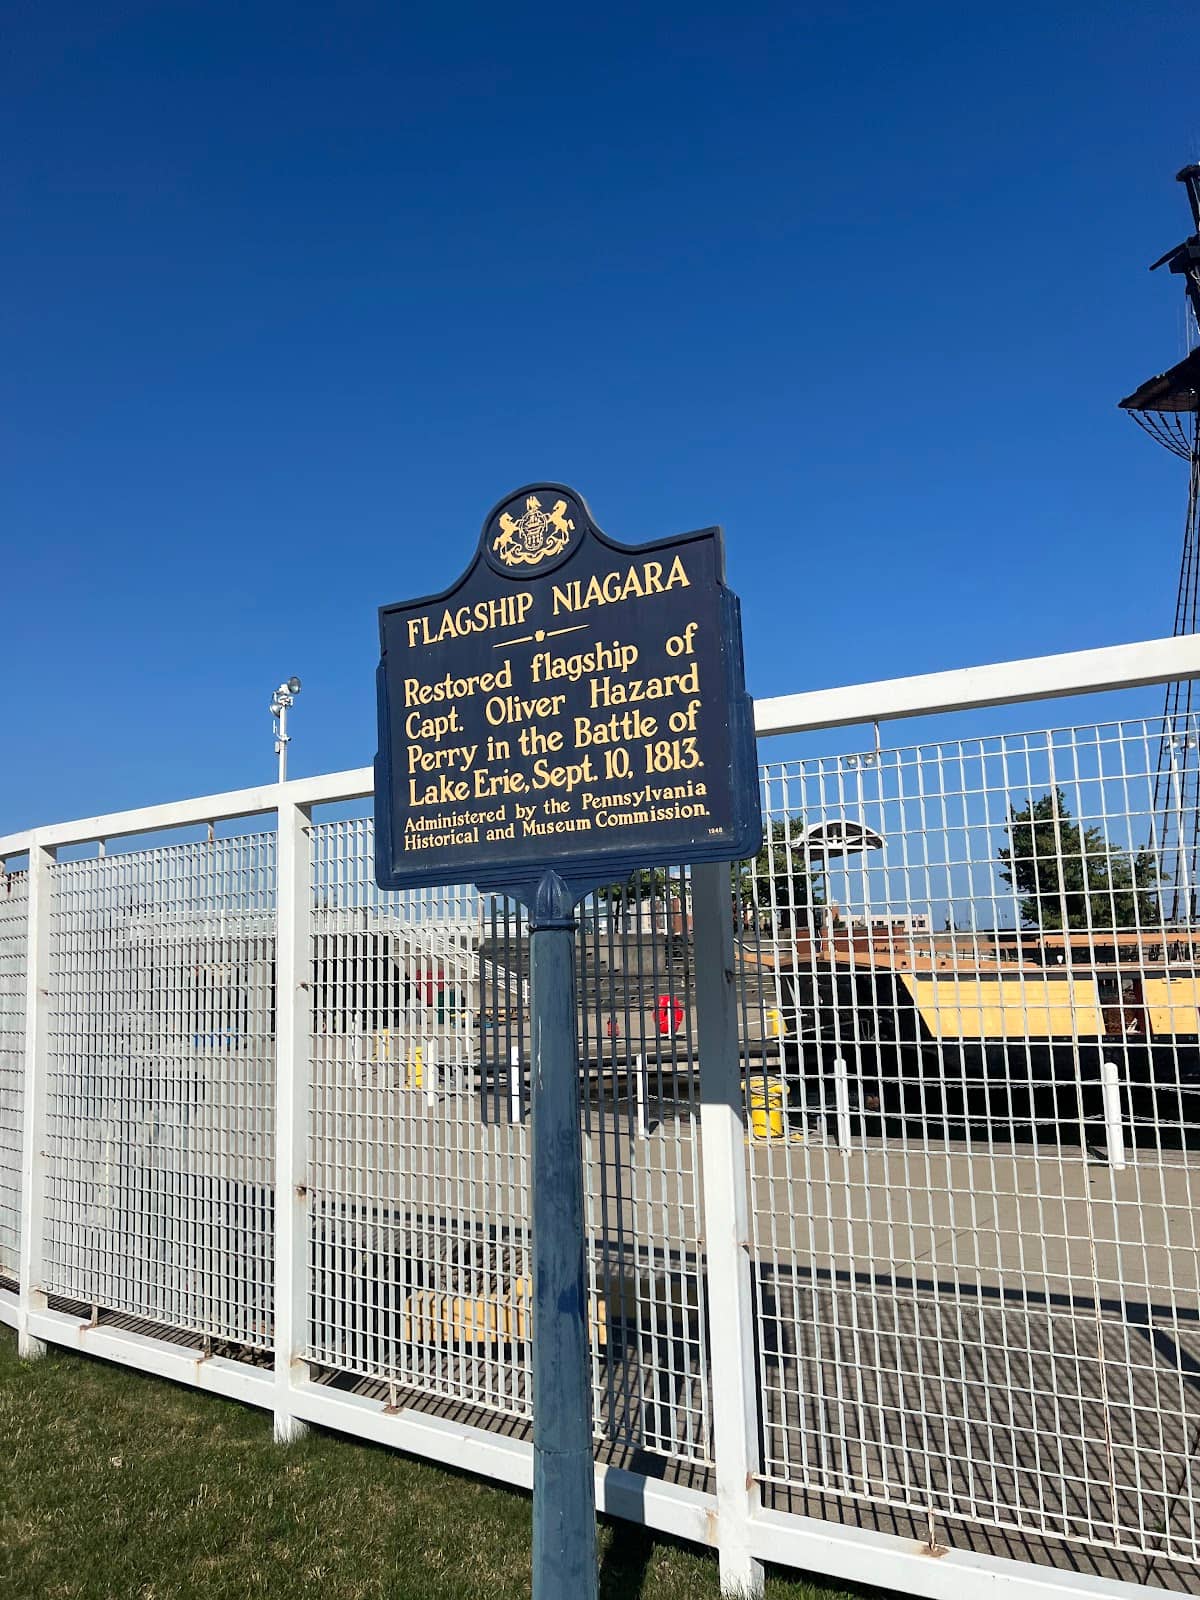 FLAGSHIP NIAGARA
Restored flagship of
Capt. Oliver Hazard
Perry in the Battle of
Lake Erie, Sept. 10, 1813.
Administered by the Pennsylvania
Historical and Museum Commission.
1948